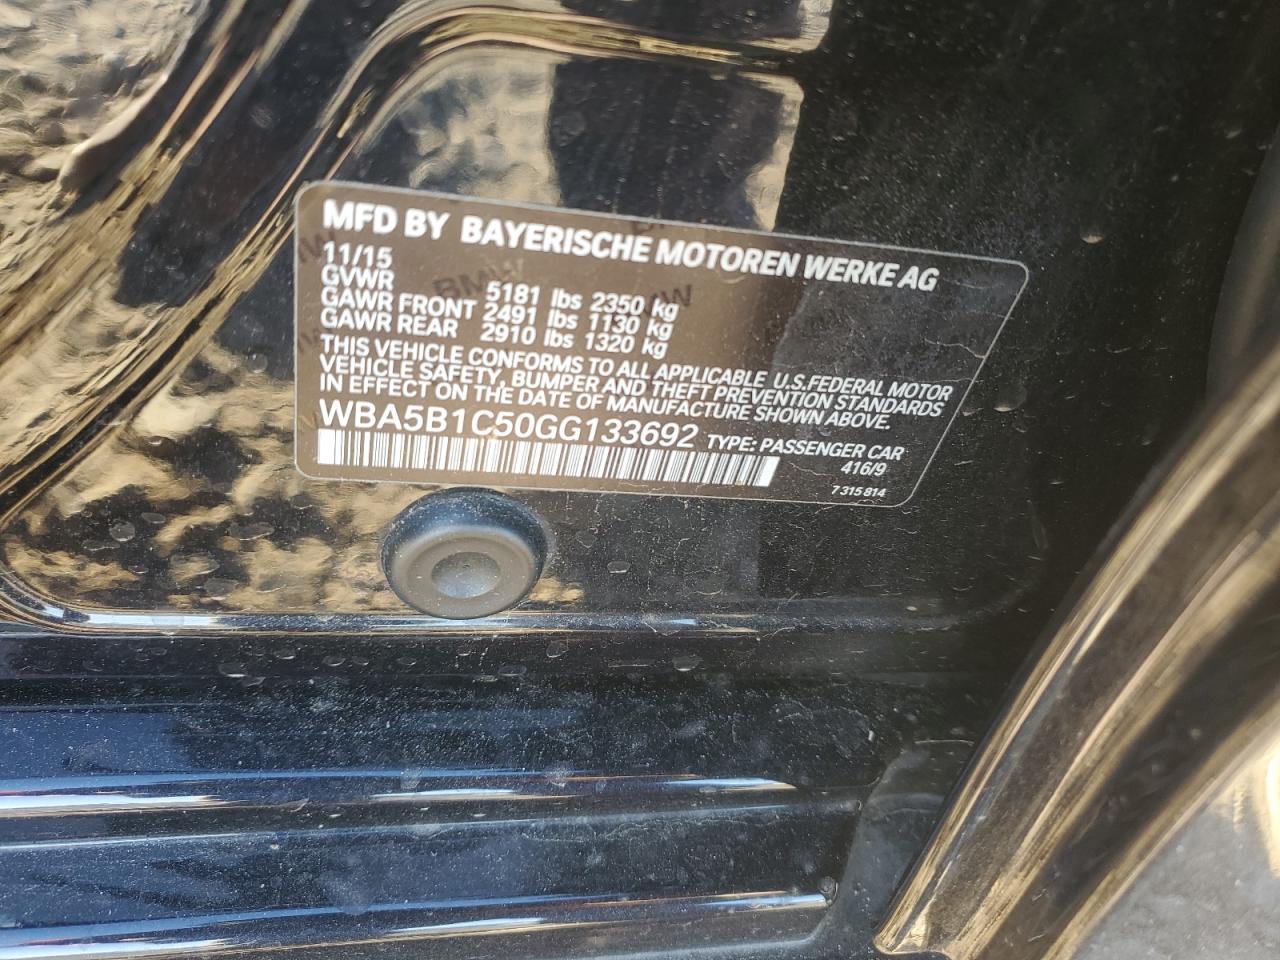 MFD BY BAYERISCHE MOTOREN WERKE AG
11/15
GVWR 5181 lbs 2350 kg
GAWR FRONT 2491 lbs 1130 kg
GAWR REAR 2910 lbs 1320 kg
THIS VEHICLE CONFORMS TO ALL APPLICABLE U.S.FEDERAL MOTOR
VEHICLE SAFETY, BUMPER AND THEFT PREVENTION STANDARDS
IN EFFECT ON THE DATE OF MANUFACTURE SHOWN ABOVE.
WBA5B1C50GG133692 TYPE: PASSENGER CAR
416/9
7 315 814